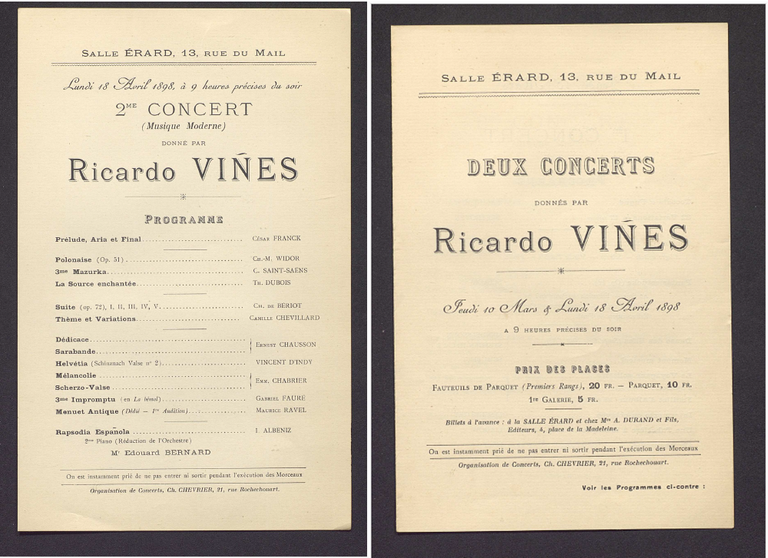 SALLE ÉRARD, 13, RUE DU MAIL
Lundi 18 Avril 1898, à 9 heures précises du soir
2ME CONCERT
(Musique Moderne)
DONNÉ PAR
Ricardo VIÑES
PROGRAMME
Prélude, Aria et Final. CÉSAR FRANCK
Polonaise (Op. 51) CH.-M. WIDOR
3me Mazurka. C. SAINT-SAËNS
La Source enchantée. TH. DUBOIS
Suite (op. 72), I, II, III, IV, V. CH. DE BÉRIOT
Thème et Variations. CAMILLE CHEVILLARD
Dédicace
Sarabande
ERNEST CHAUSSON
Helvétia (Schinznach Valse no 2) VINCENT D'INDY
Mélancolie
Scherzo-Valse
EMM. CHABRIER
3me Impromptu (en La bémol) GABRIEL FAURÉ
Menuet Antique (Dédié — 1re Audition) MAURICE RAVEL
Rapsodia Española I. ALBENIZ
2me Piano (Réduction de l'Orchestre)
Mr Edouard BERNARD
On est instamment prié de ne pas entrer ni sortir pendant l'exécution des Morceaux
Organisation de Concerts, Ch. CHEVRIER, 21, rue Rochechouart.
SALLE ÉRARD, 13, RUE DU MAIL
DEUX CONCERTS
DONNÉS PAR
Ricardo VIÑES
Jeudi 10 Mars & Lundi 18 Avril 1898
A 9 HEURES PRÉCISES DU SOIR
PRIX DES PLACES
FAUTEUILS DE PARQUET (Premiers Rangs), 20 FR. — PARQUET, 10 FR.
1re GALERIE, 5 FR.
Billets à l'avance : à la SALLE ÉRARD et chez MM. A. DURAND et Fils,
Editeurs, 4, place de la Madeleine.
On est instamment prié de ne pas entrer ni sortir pendant l'exécution des Morceaux
Organisation de Concerts, Ch. CHEVRIER, 21, rue Rochechouart.
Voir les Programmes ci-contre :